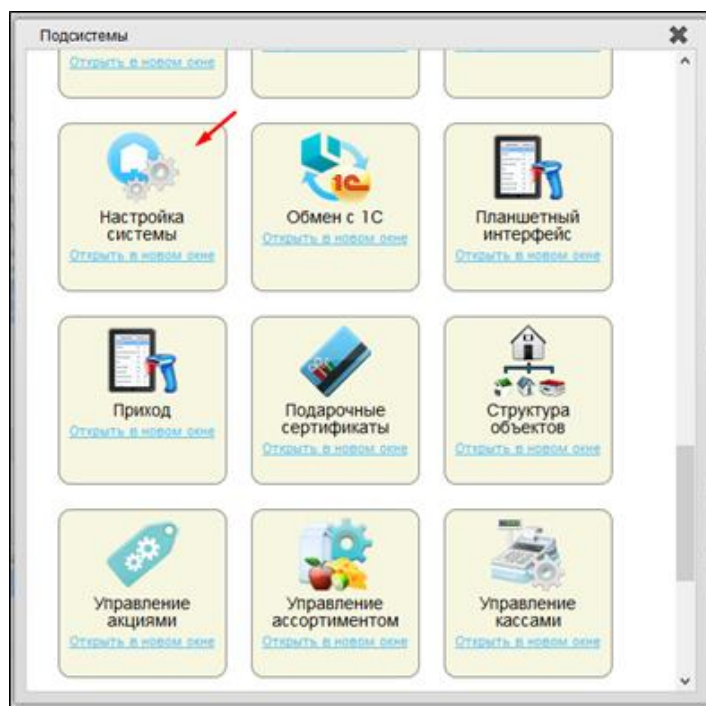 Подсистемы
Открыть в новом окне
Настройка системы
Открыть в новом окне
1С
Обмен с 1С
Открыть в новом окне
Планшетный интерфейс
Открыть в новом окне
Приход
Открыть в новом окне
Подарочные сертификаты
Открыть в новом окне
Структура объектов
Открыть в новом окне
Управление акциями
Открыть в новом окне
Управление ассортиментом
Открыть в новом окне
Управление кассами
Открыть в новом окне